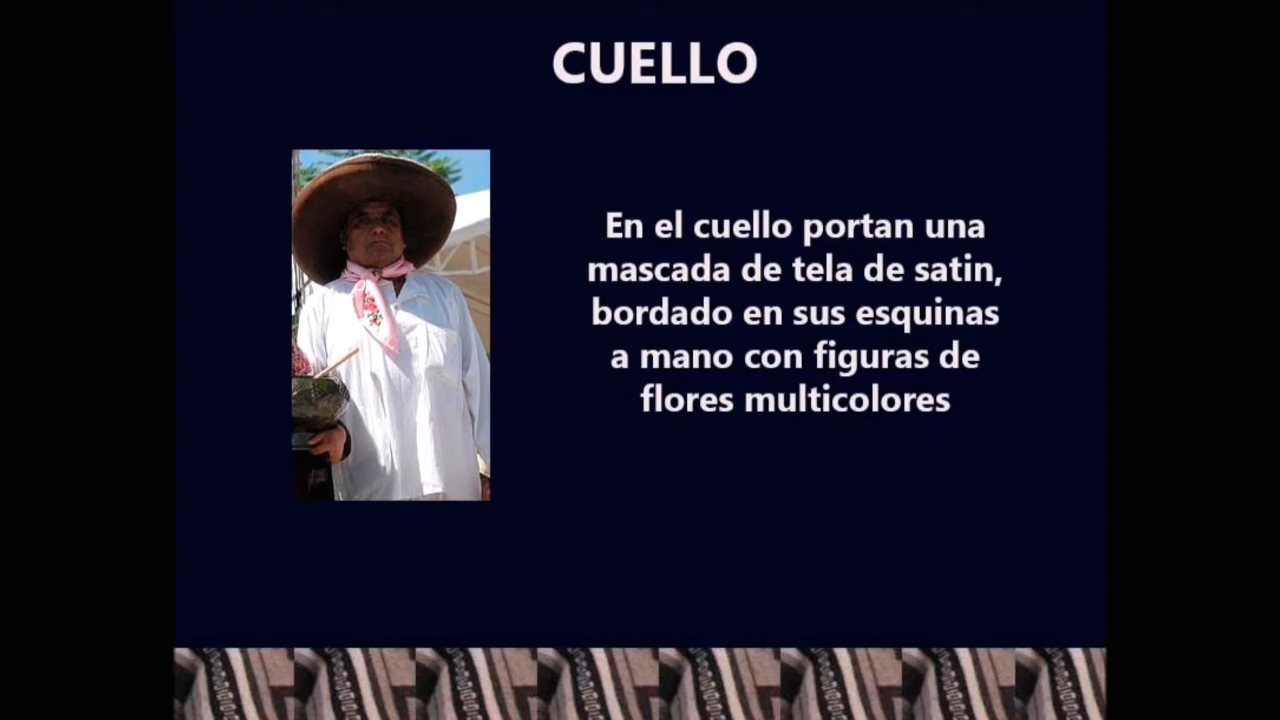 CUELLO
En el cuello portan una
mascada de tela de satin,
bordado en sus esquinas
a mano con figuras de
flores multicolores